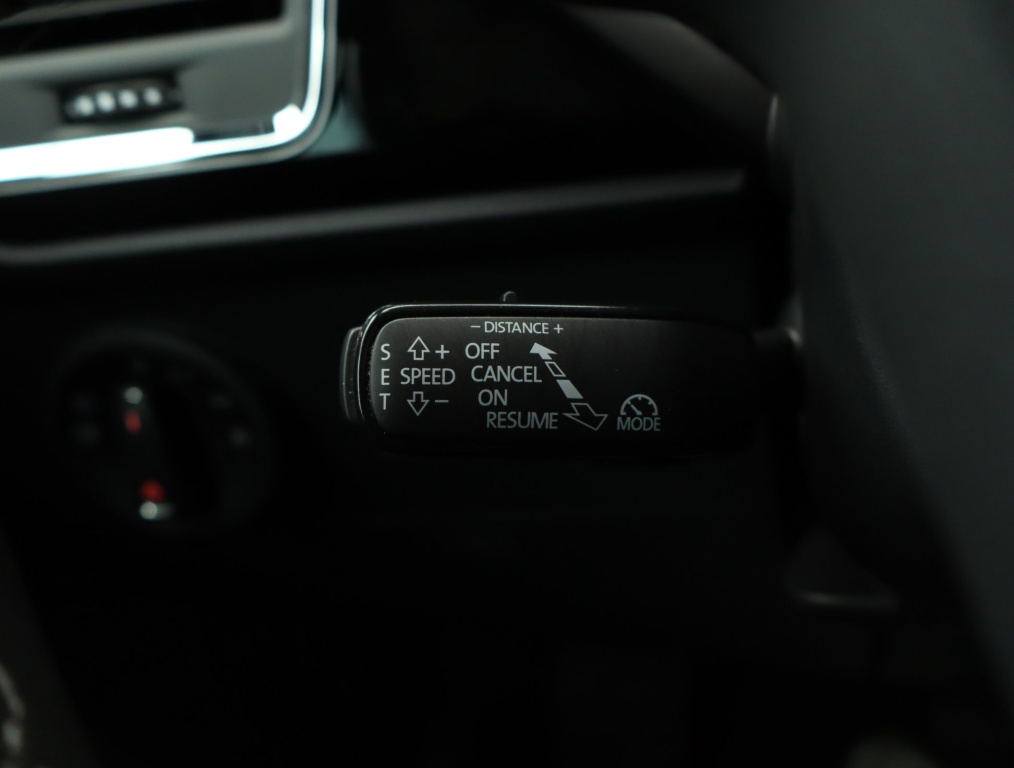 − DISTANCE +
S + OFF
E SPEED CANCEL
T − ON
RESUME MODE